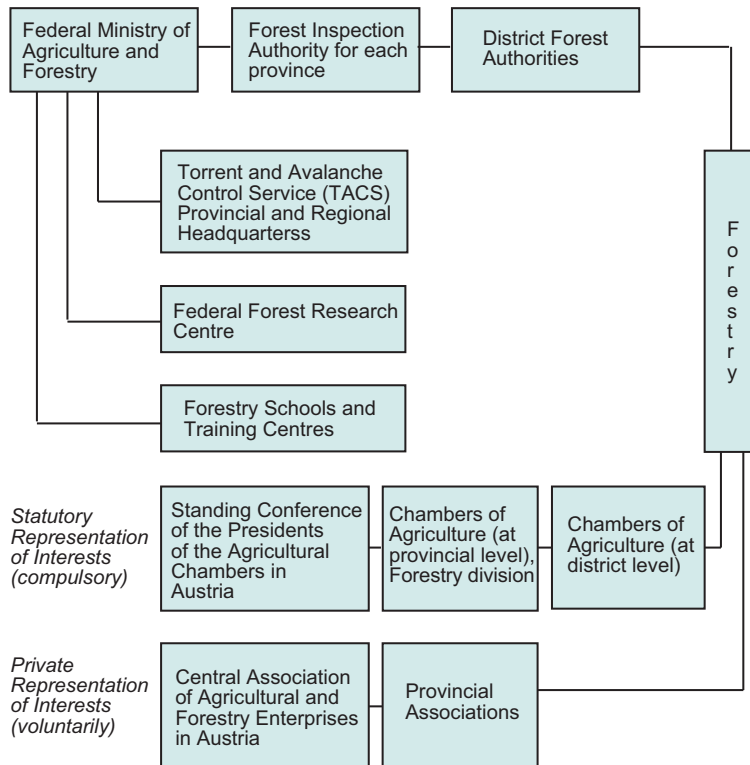 Federal Ministry of
Agriculture and
Forestry
Forest Inspection
Authority for each
province
District Forest
Authorities
Torrent and Avalanche
Control Service (TACS)
Provincial and Regional
Headquarterss
Federal Forest Research
Centre
Forestry Schools and
Training Centres
F
o
r
e
s
t
r
y
Statutory
Representation
of Interests
(compulsory)
Standing Conference
of the Presidents
of the Agricultural
Chambers in
Austria
Chambers of
Agriculture (at
provincial level),
Forestry division
Chambers of
Agriculture (at
district level)
Private
Representation
of Interests
(voluntarily)
Central Association
of Agricultural and
Forestry Enterprises
in Austria
Provincial
Associations